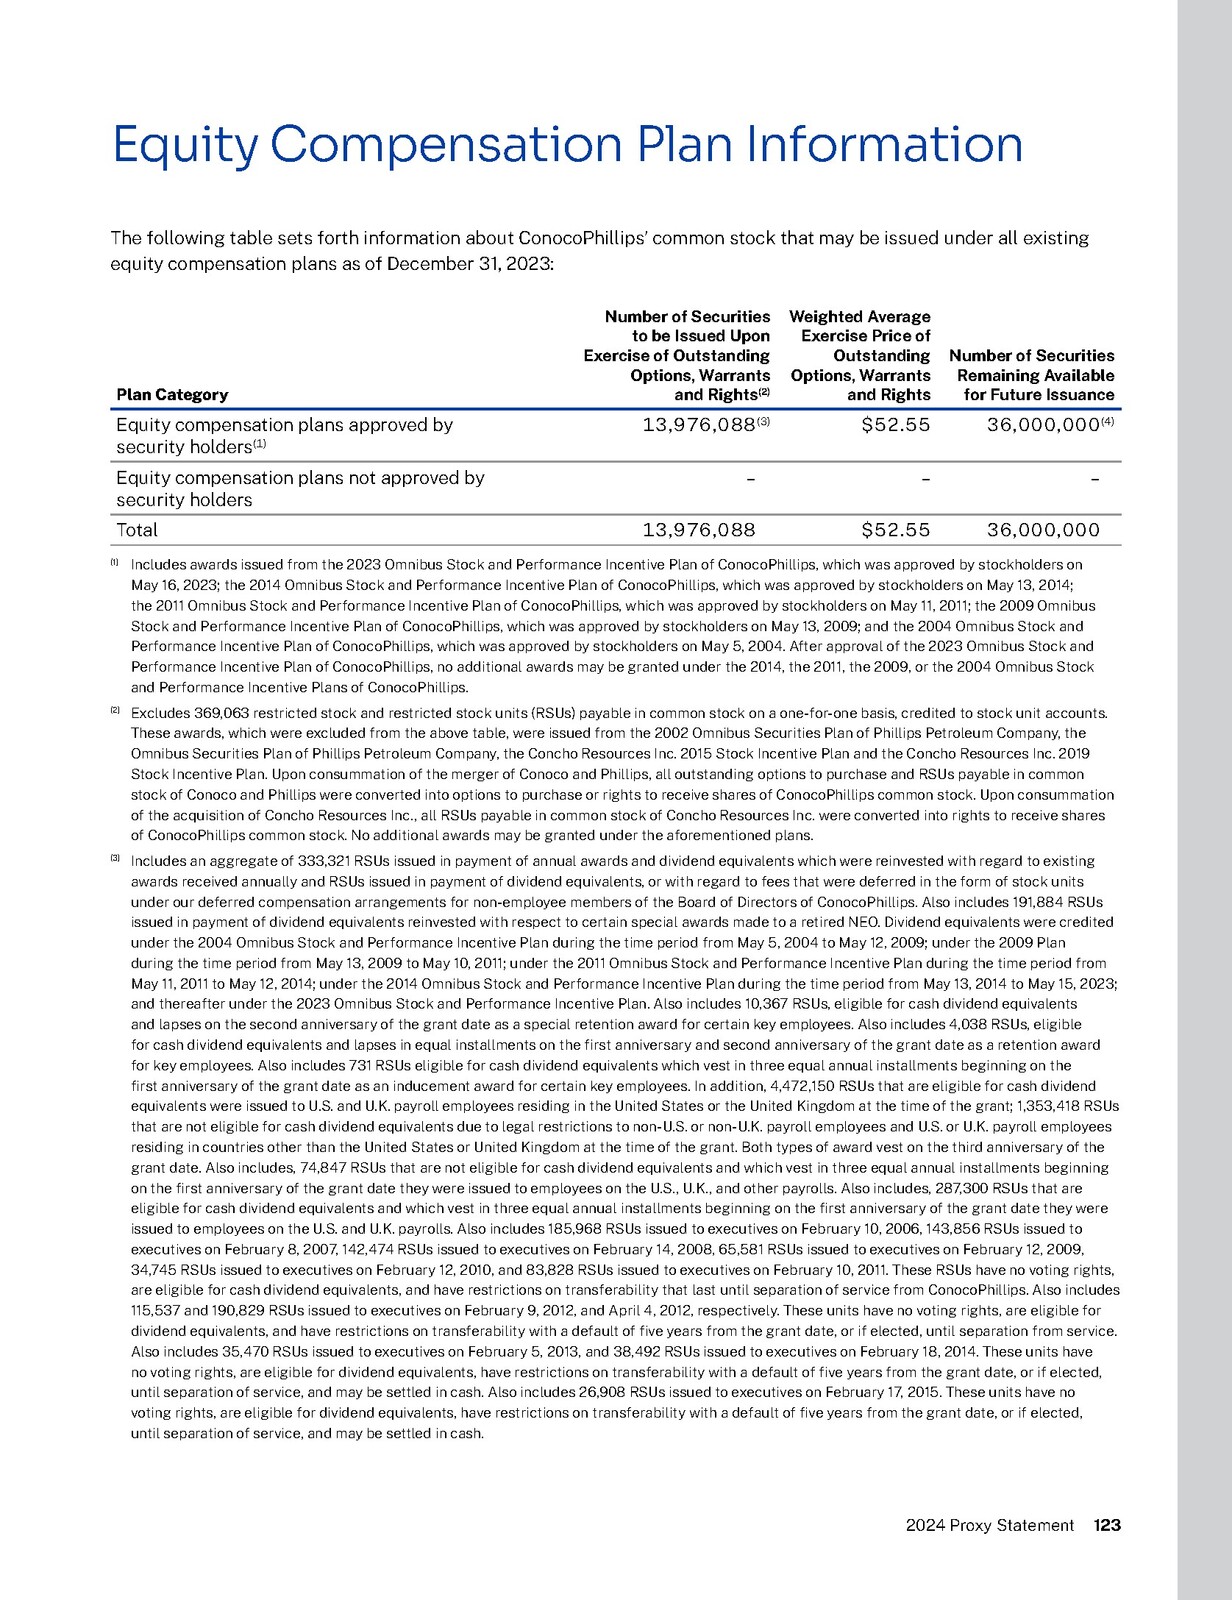 Equity Compensation Plan Information
The following table sets forth information about ConocoPhillips’ common stock that may be issued under all existing
equity compensation plans as of December 31, 2023:
Plan Category
Number of Securities
to be Issued Upon
Exercise of Outstanding
Options, Warrants
and Rights(2)
Weighted Average
Exercise Price of
Outstanding
Options, Warrants
and Rights
Number of Securities
Remaining Available
for Future Issuance
Equity compensation plans approved by
security holders(1)
13,976,088(3)
$52.55
36,000,000(4)
Equity compensation plans not approved by
security holders
–
–
–
Total
13,976,088
$52.55
36,000,000
(1) Includes awards issued from the 2023 Omnibus Stock and Performance Incentive Plan of ConocoPhillips, which was approved by stockholders on
May 16, 2023; the 2014 Omnibus Stock and Performance Incentive Plan of ConocoPhillips, which was approved by stockholders on May 13, 2014;
the 2011 Omnibus Stock and Performance Incentive Plan of ConocoPhillips, which was approved by stockholders on May 11, 2011; the 2009 Omnibus
Stock and Performance Incentive Plan of ConocoPhillips, which was approved by stockholders on May 13, 2009; and the 2004 Omnibus Stock and
Performance Incentive Plan of ConocoPhillips, which was approved by stockholders on May 5, 2004. After approval of the 2023 Omnibus Stock and
Performance Incentive Plan of ConocoPhillips, no additional awards may be granted under the 2014, the 2011, the 2009, or the 2004 Omnibus Stock
and Performance Incentive Plans of ConocoPhillips.
(2) Excludes 369,063 restricted stock and restricted stock units (RSUs) payable in common stock on a one-for-one basis, credited to stock unit accounts.
These awards, which were excluded from the above table, were issued from the 2002 Omnibus Securities Plan of Phillips Petroleum Company, the
Omnibus Securities Plan of Phillips Petroleum Company, the Concho Resources Inc. 2015 Stock Incentive Plan and the Concho Resources Inc. 2019
Stock Incentive Plan. Upon consummation of the merger of Conoco and Phillips, all outstanding options to purchase and RSUs payable in common
stock of Conoco and Phillips were converted into options to purchase or rights to receive shares of ConocoPhillips common stock. Upon consummation
of the acquisition of Concho Resources Inc., all RSUs payable in common stock of Concho Resources Inc. were converted into rights to receive shares
of ConocoPhillips common stock. No additional awards may be granted under the aforementioned plans.
(3) Includes an aggregate of 333,321 RSUs issued in payment of annual awards and dividend equivalents which were reinvested with regard to existing
awards received annually and RSUs issued in payment of dividend equivalents, or with regard to fees that were deferred in the form of stock units
under our deferred compensation arrangements for non-employee members of the Board of Directors of ConocoPhillips. Also includes 191,884 RSUs
issued in payment of dividend equivalents reinvested with respect to certain special awards made to a retired NEO. Dividend equivalents were credited
under the 2004 Omnibus Stock and Performance Incentive Plan during the time period from May 5, 2004 to May 12, 2009; under the 2009 Plan
during the time period from May 13, 2009 to May 10, 2011; under the 2011 Omnibus Stock and Performance Incentive Plan during the time period from
May 11, 2011 to May 12, 2014; under the 2014 Omnibus Stock and Performance Incentive Plan during the time period from May 13, 2014 to May 15, 2023;
and thereafter under the 2023 Omnibus Stock and Performance Incentive Plan. Also includes 10,367 RSUs, eligible for cash dividend equivalents
and lapses on the second anniversary of the grant date as a special retention award for certain key employees. Also includes 4,038 RSUs, eligible
for cash dividend equivalents and lapses in equal installments on the first anniversary and second anniversary of the grant date as a retention award
for key employees. Also includes 731 RSUs eligible for cash dividend equivalents which vest in three equal annual installments beginning on the
first anniversary of the grant date as an inducement award for certain key employees. In addition, 4,472,150 RSUs that are eligible for cash dividend
equivalents were issued to U.S. and U.K. payroll employees residing in the United States or the United Kingdom at the time of the grant; 1,353,418 RSUs
that are not eligible for cash dividend equivalents due to legal restrictions to non-U.S. or non-U.K. payroll employees and U.S. or U.K. payroll employees
residing in countries other than the United States or United Kingdom at the time of the grant. Both types of award vest on the third anniversary of the
grant date. Also includes, 74,847 RSUs that are not eligible for cash dividend equivalents and which vest in three equal annual installments beginning
on the first anniversary of the grant date they were issued to employees on the U.S., U.K., and other payrolls. Also includes, 287,300 RSUs that are
eligible for cash dividend equivalents and which vest in three equal annual installments beginning on the first anniversary of the grant date they were
issued to employees on the U.S. and U.K. payrolls. Also includes 185,968 RSUs issued to executives on February 10, 2006, 143,856 RSUs issued to
executives on February 8, 2007, 142,474 RSUs issued to executives on February 14, 2008, 65,581 RSUs issued to executives on February 12, 2009,
34,745 RSUs issued to executives on February 12, 2010, and 83,828 RSUs issued to executives on February 10, 2011. These RSUs have no voting rights,
are eligible for cash dividend equivalents, and have restrictions on transferability that last until separation of service from ConocoPhillips. Also includes
115,537 and 190,829 RSUs issued to executives on February 9, 2012, and April 4, 2012, respectively. These units have no voting rights, are eligible for
dividend equivalents, and have restrictions on transferability with a default of five years from the grant date, or if elected, until separation from service.
Also includes 35,470 RSUs issued to executives on February 5, 2013, and 38,492 RSUs issued to executives on February 18, 2014. These units have
no voting rights, are eligible for dividend equivalents, have restrictions on transferability with a default of five years from the grant date, or if elected,
until separation of service, and may be settled in cash. Also includes 26,908 RSUs issued to executives on February 17, 2015. These units have no
voting rights, are eligible for dividend equivalents, have restrictions on transferability with a default of five years from the grant date, or if elected,
until separation of service, and may be settled in cash.
2024 Proxy Statement 123